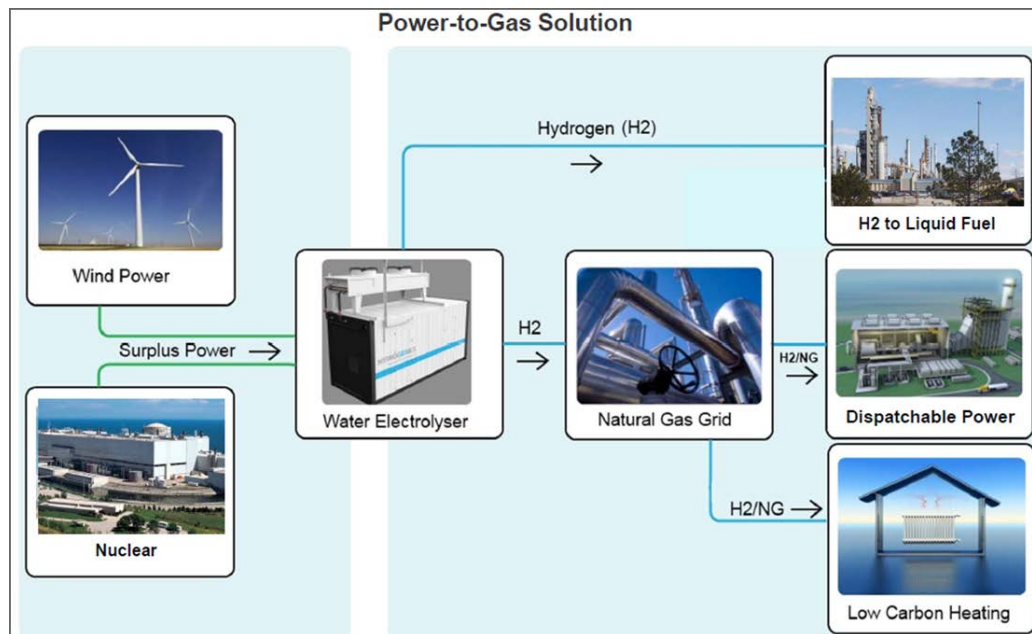 Power-to-Gas Solution
Hydrogen (H2)
H2 to Liquid Fuel
Wind Power
Surplus Power
H2
H2/NG
Water Electrolyser
Natural Gas Grid
Dispatchable Power
H2/NG
Nuclear
Low Carbon Heating